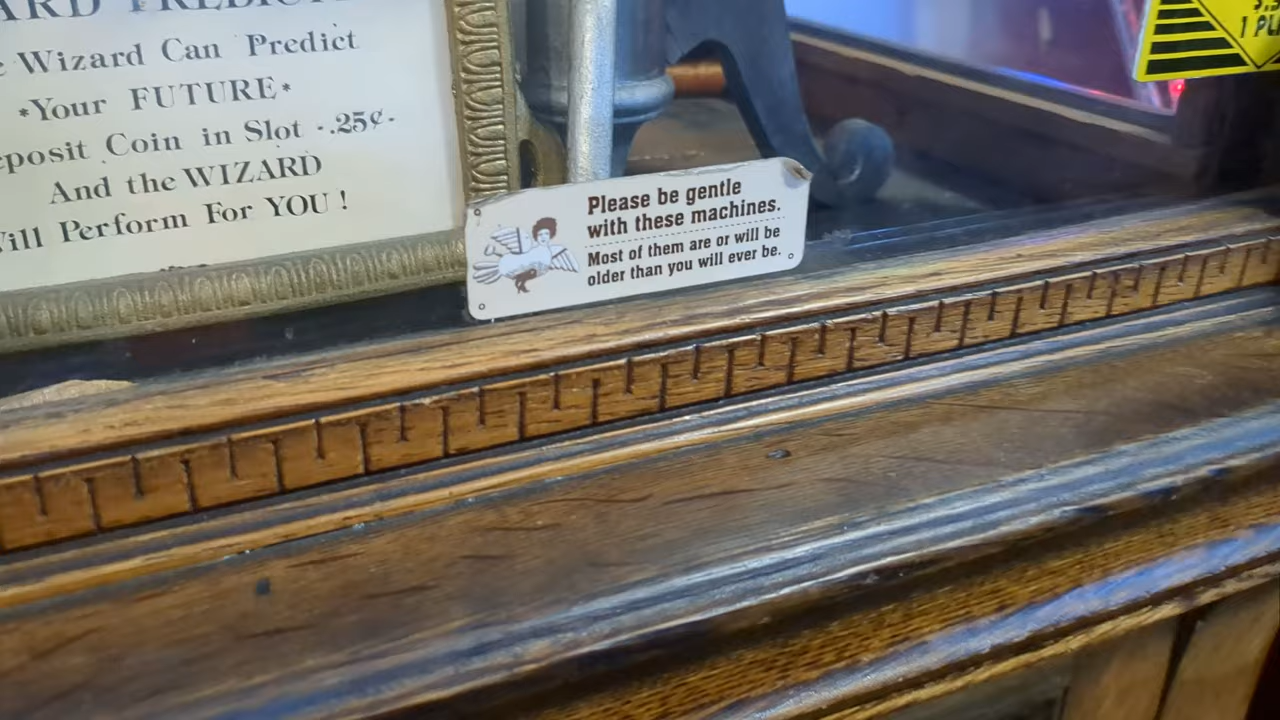 Wizard Can Predict
*Your FUTURE*
Coin in Slot -.25¢-
And the WIZARD
Perform For YOU !
Please be gentle
with these machines.
Most of them are or will be
older than you will ever be.